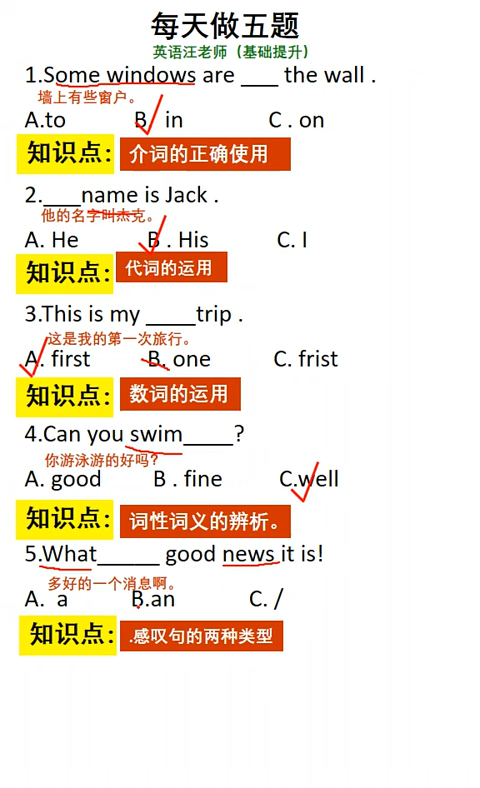 每天做五题
英语汪老师（基础提升）
1.Some windows are ___ the wall .
墙上有些窗户。
A.to B. in C . on
知识点: 介词的正确使用
2.___name is Jack .
他的名字叫杰克。
A. He B . His C. I
知识点: 代词的运用
3.This is my ____trip .
这是我的第一次旅行。
A. first B. one C. frist
知识点: 数词的运用
4.Can you swim____?
你游泳游的好吗?
A. good B . fine C.well
知识点: 词性词义的辨析。
5.What_____ good news it is!
多好的一个消息啊。
A. a B.an C. /
知识点: .感叹句的两种类型